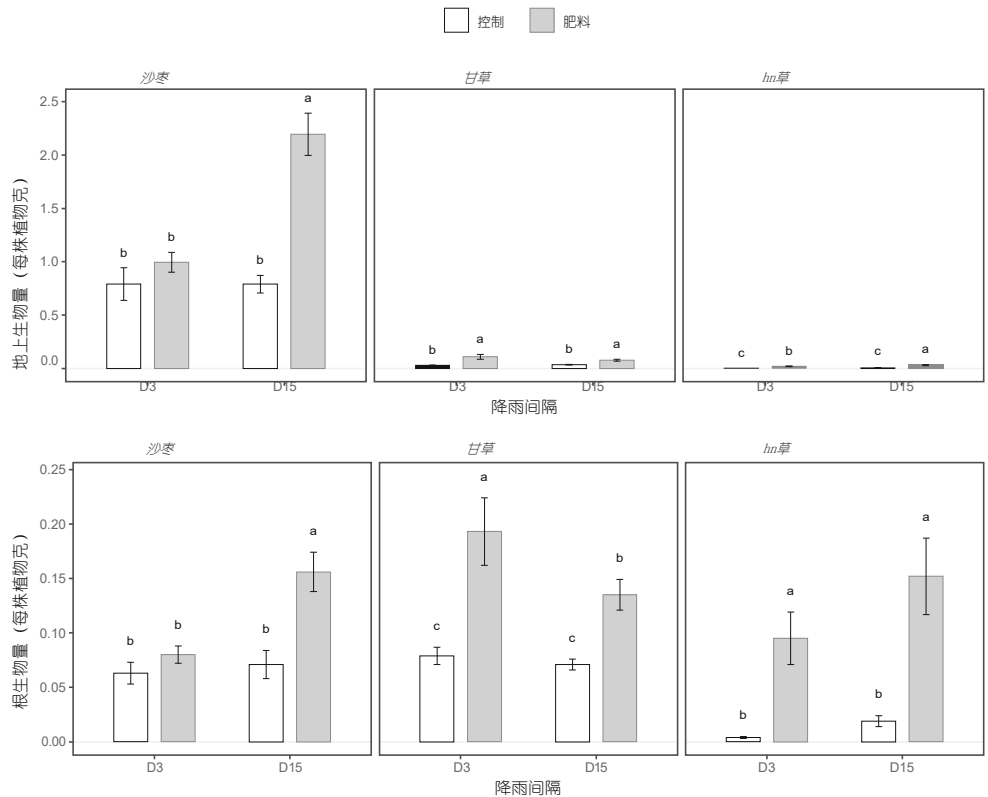 控制 肥料
沙枣 甘草 hn草
地上生物量（每株植物克）
2.5
2.0
1.5
1.0
0.5
0.0
b b b a
b a b a
c b c a
D3 D15 D3 D15 D3 D15
降雨间隔
沙枣 甘草 hn草
根生物量（每株植物克）
0.25
0.20
0.15
0.10
0.05
0.00
b b b a
c a c b
b a b a
D3 D15 D3 D15 D3 D15
降雨间隔